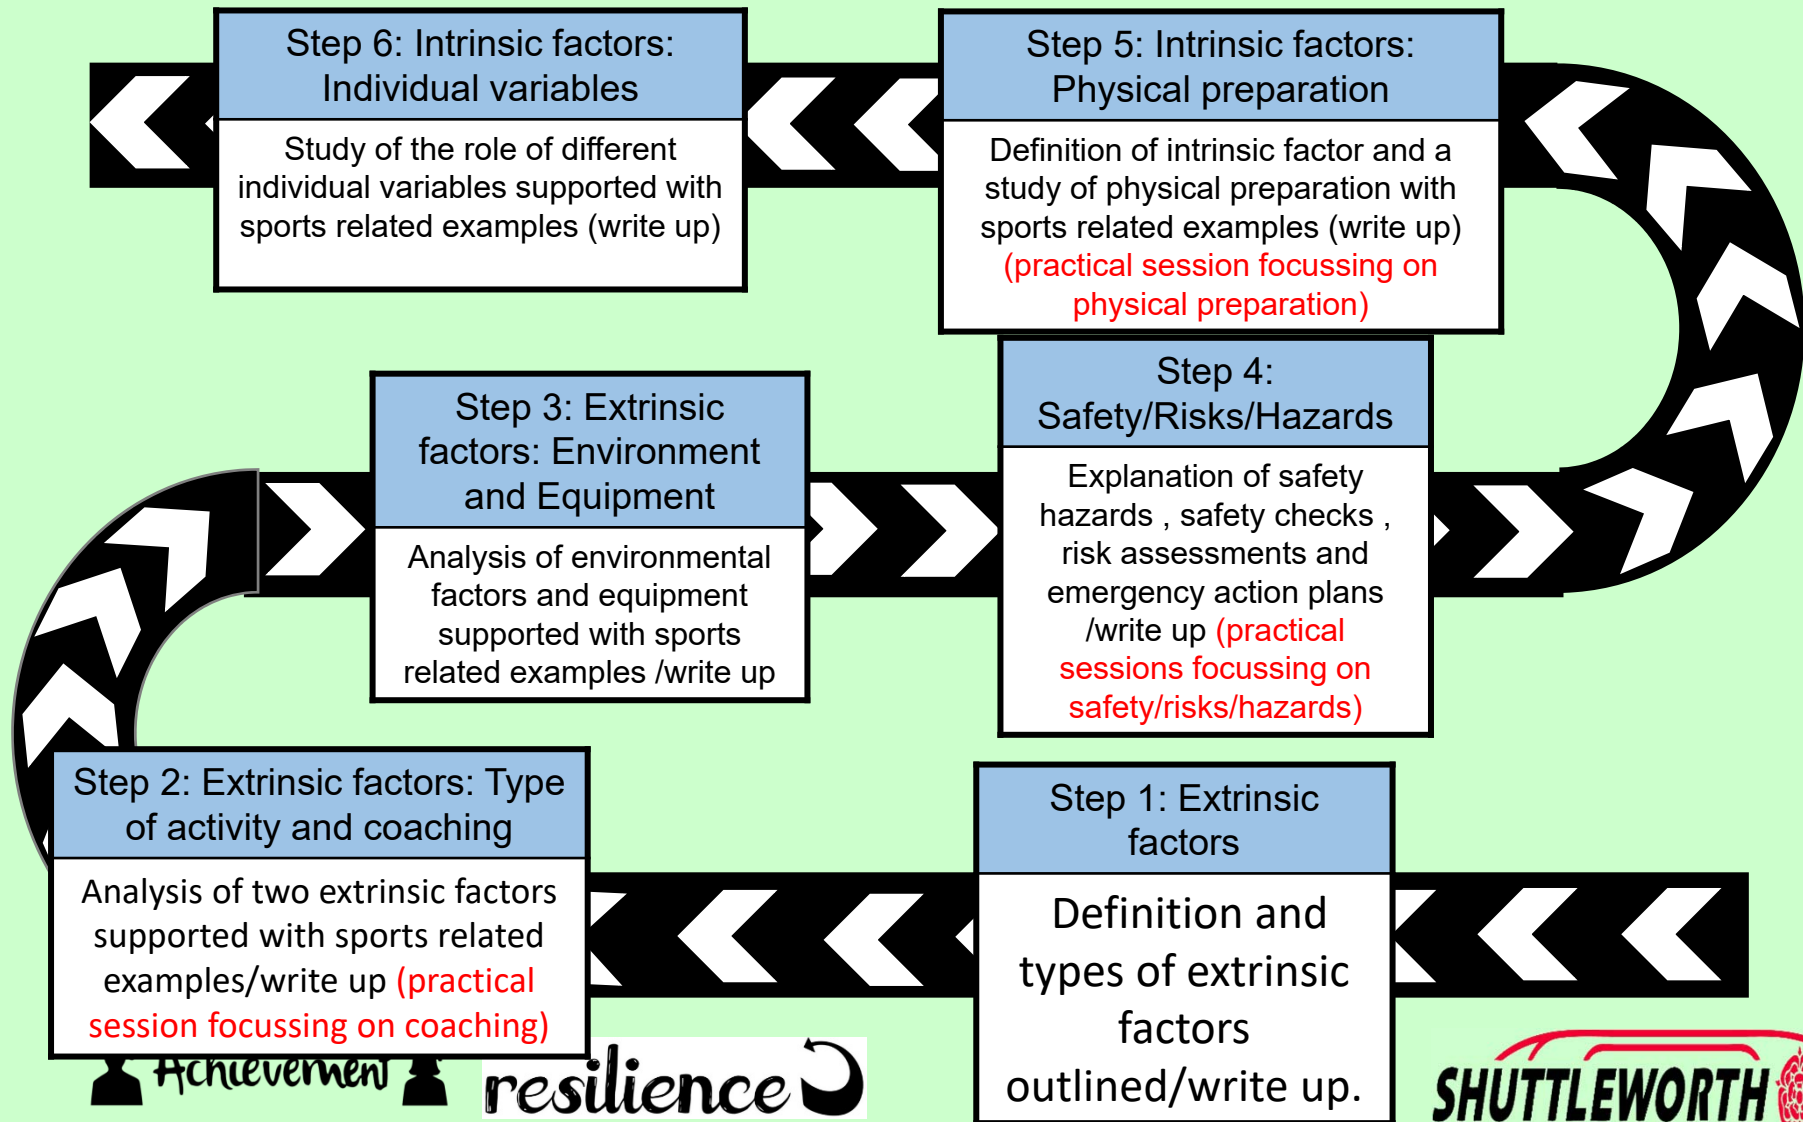 Step 6: Intrinsic factors:
Individual variables
Study of the role of different
individual variables supported with
sports related examples (write up)
Step 5: Intrinsic factors:
Physical preparation
Definition of intrinsic factor and a
study of physical preparation with
sports related examples (write up)
(practical session focussing on
physical preparation)
Step 3: Extrinsic
factors: Environment
and Equipment
Analysis of environmental
factors and equipment
supported with sports
related examples /write up
Step 4:
Safety/Risks/Hazards
Explanation of safety
hazards , safety checks ,
risk assessments and
emergency action plans
/write up (practical
sessions focussing on
safety/risks/hazards)
Step 2: Extrinsic factors: Type
of activity and coaching
Analysis of two extrinsic factors
supported with sports related
examples/write up (practical
session focussing on coaching)
Step 1: Extrinsic
factors
Definition and
types of extrinsic
factors
outlined/write up.
Achievement
resilience
SHUTTLEWORTH